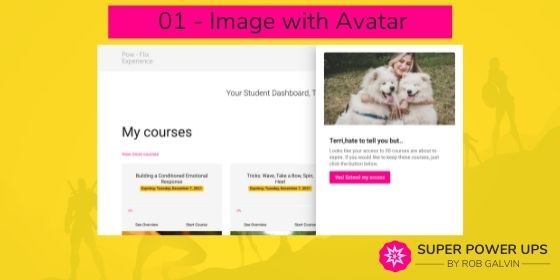 01 - Image with Avatar
Pow - Flix
Experience
Your Student Dashboard, T
My courses
View more courses
Building a Conditioned Emotional
Response
Expiring: Tuesday, December 7, 2021
0%
See Overview
Start Course
Tricks: Wave, Take a Bow, Spin,
Heel
Expiring: Tuesday, December 7, 2021
0%
See Overview
Start Course
Terri,hate to tell you but..
Looks like your access to 30 courses are about to
expire. If you would like to keep these courses, just
click the button below.
Yes! Extend my access
SUPER POWER UPS
BY ROB GALVIN